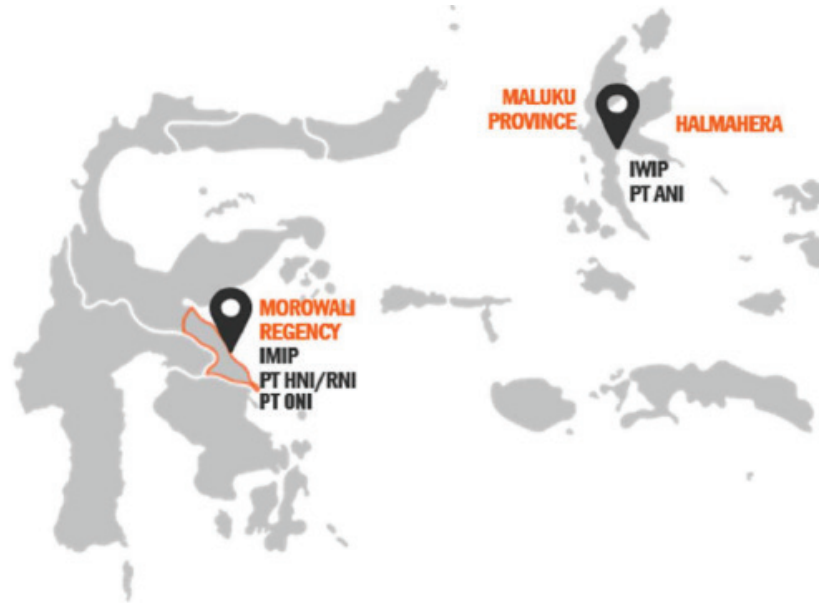 MALUKU
PROVINCE
HALMAHERA
IWIP
PT ANI
MOROWALI
REGENCY
IMIP
PT HNI/RNI
PT ONI